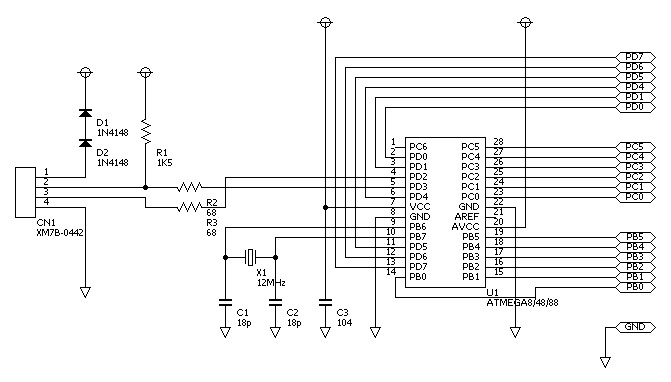 PD7
PD6
PD5
PD4
PD1
PD0
D1
1N4148
D2
1N4148
R1
1K5
1
2
3
4
CN1
XM7B-0442
R2
68
R3
68
1 PC6 PC5 28 PC5
2 PD0 PC4 27 PC4
3 PD1 PC3 26 PC3
4 PD2 PC2 25 PC2
5 PD3 PC1 24 PC1
6 PD4 PC0 23 PC0
7 VCC GND 22
8 GND AREF 21
9 PB6 AVCC 20
10 PB7 PB5 19 PB5
11 PD5 PB4 18 PB4
12 PD6 PB3 17 PB3
13 PD7 PB2 16 PB2
14 PB0 PB1 15 PB1
PB0
U1
ATMEGA8/48/88
X1
12MHz
C1
18p
C2
18p
C3
104
GND